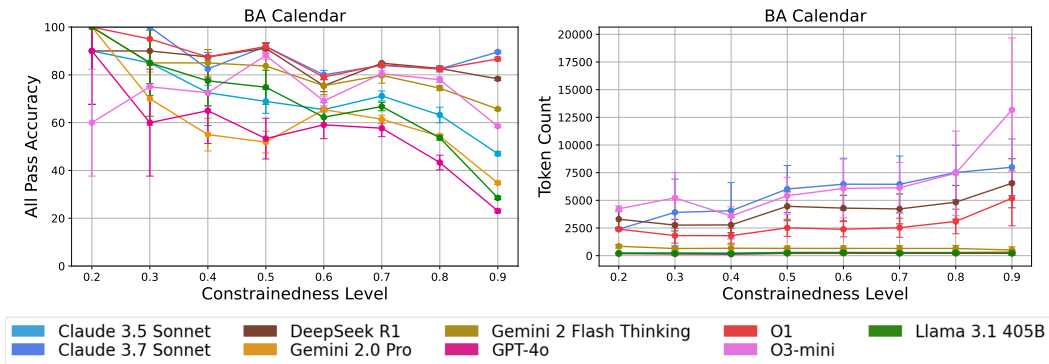 BA Calendar
All Pass Accuracy
100
80
60
40
20
0
0.2 0.3 0.4 0.5 0.6 0.7 0.8 0.9
Constrainedness Level
BA Calendar
Token Count
20000
17500
15000
12500
10000
7500
5000
2500
0
0.2 0.3 0.4 0.5 0.6 0.7 0.8 0.9
Constrainedness Level
Claude 3.5 Sonnet DeepSeek R1 Gemini 2 Flash Thinking O1 Llama 3.1 405B
Claude 3.7 Sonnet Gemini 2.0 Pro GPT-4o O3-mini